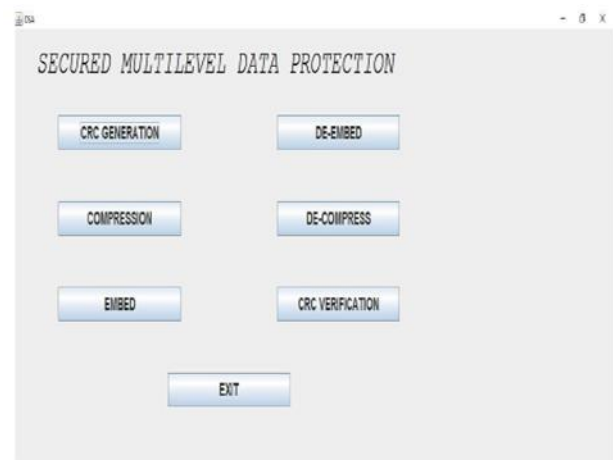 SECURED MULTILEVEL DATA PROTECTION
CRC GENERATION
DE-EMBED
COMPRESSION
DE-COMPRESS
EMBED
CRC VERIFICATION
EXIT